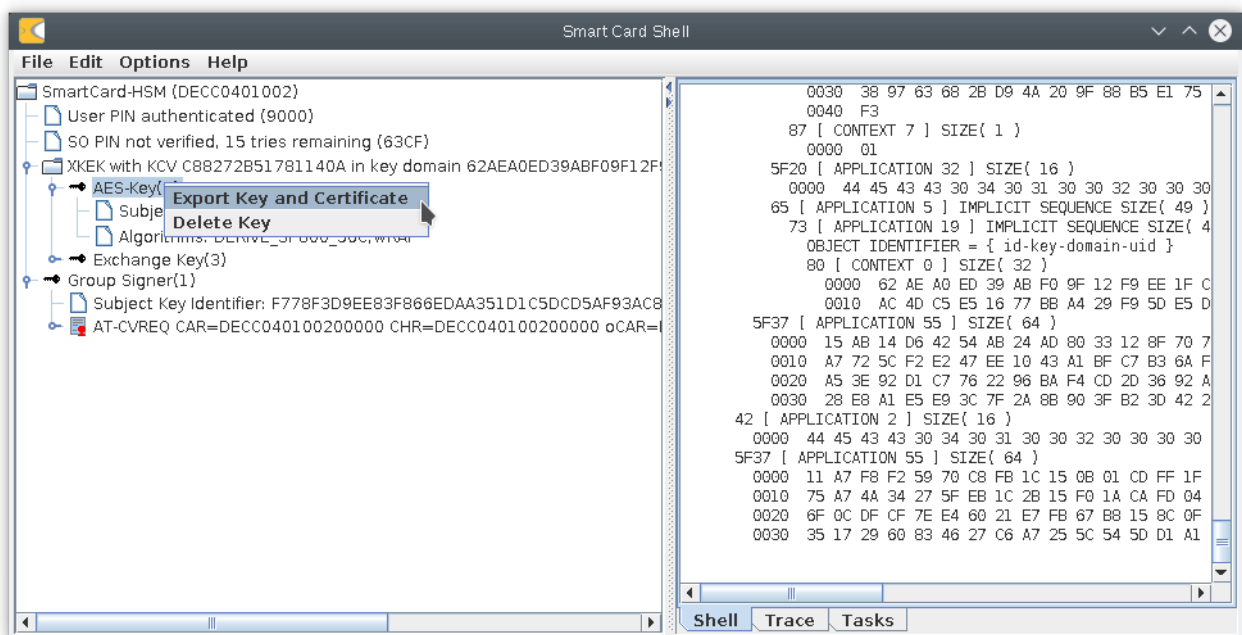 Smart Card Shell
File Edit Options Help
SmartCard-HSM (DECC0401002)
User PIN authenticated (9000)
SO PIN not verified, 15 tries remaining (63CF)
XKEK with KCV C88272B51781140A in key domain 62AEA0ED39ABF09F12F
AES-Key(
Export Key and Certificate
Subje
Delete Key
Exchange Key(3)
Group Signer(1)
Subject Key Identifier: F778F3D9EE83F866EDAA351D1C5DCD5AF93AC8
AT-CVREQ CAR=DECC040100200000 CHR=DECC040100200000 oCAR=
0030 38 97 63 68 2B D9 4A 20 9F 88 B5 E1 75
0040 F3
87 [ CONTEXT 7 ] SIZE( 1 )
0000 01
5F20 [ APPLICATION 32 ] SIZE( 16 )
0000 44 45 43 43 30 34 30 31 30 30 32 30 30 30
65 [ APPLICATION 5 ] IMPLICIT SEQUENCE SIZE( 49 )
73 [ APPLICATION 19 ] IMPLICIT SEQUENCE SIZE( 4
OBJECT IDENTIFIER = { id-key-domain-uid }
80 [ CONTEXT 0 ] SIZE( 32 )
0000 62 AE A0 ED 39 AB F0 9F 12 F9 EE 1F C
0010 AC 4D C5 E5 16 77 BB A4 29 F9 5D E5 D
5F37 [ APPLICATION 55 ] SIZE( 64 )
0000 15 AB 14 D6 42 54 AB 24 AD 80 33 12 8F 70 7
0010 A7 72 5C F2 E2 47 EE 10 43 A1 BF C7 B3 6A F
0020 A5 3E 92 D1 C7 76 22 96 BA F4 CD 2D 36 92 A
0030 28 E8 A1 E5 E9 3C 7F 2A 8B 90 3F B2 3D 42 2
42 [ APPLICATION 2 ] SIZE( 16 )
0000 44 45 43 43 30 34 30 31 30 30 32 30 30 30 30
5F37 [ APPLICATION 55 ] SIZE( 64 )
0000 11 A7 F8 F2 59 70 C8 FB 1C 15 0B 01 CD FF 1F
0010 75 A7 4A 34 27 5F EB 1C 2B 15 F0 1A CA FD 04
0020 6F 0C DF CF 7E E4 60 21 E7 FB 67 B8 15 8C 0F
0030 35 17 29 60 83 46 27 C6 A7 25 5C 54 5D D1 A1
Shell Trace Tasks